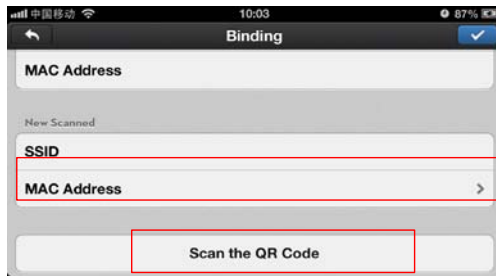 中国移动 10:03 87%
Binding
MAC Address
New Scanned
SSID
MAC Address
Scan the QR Code